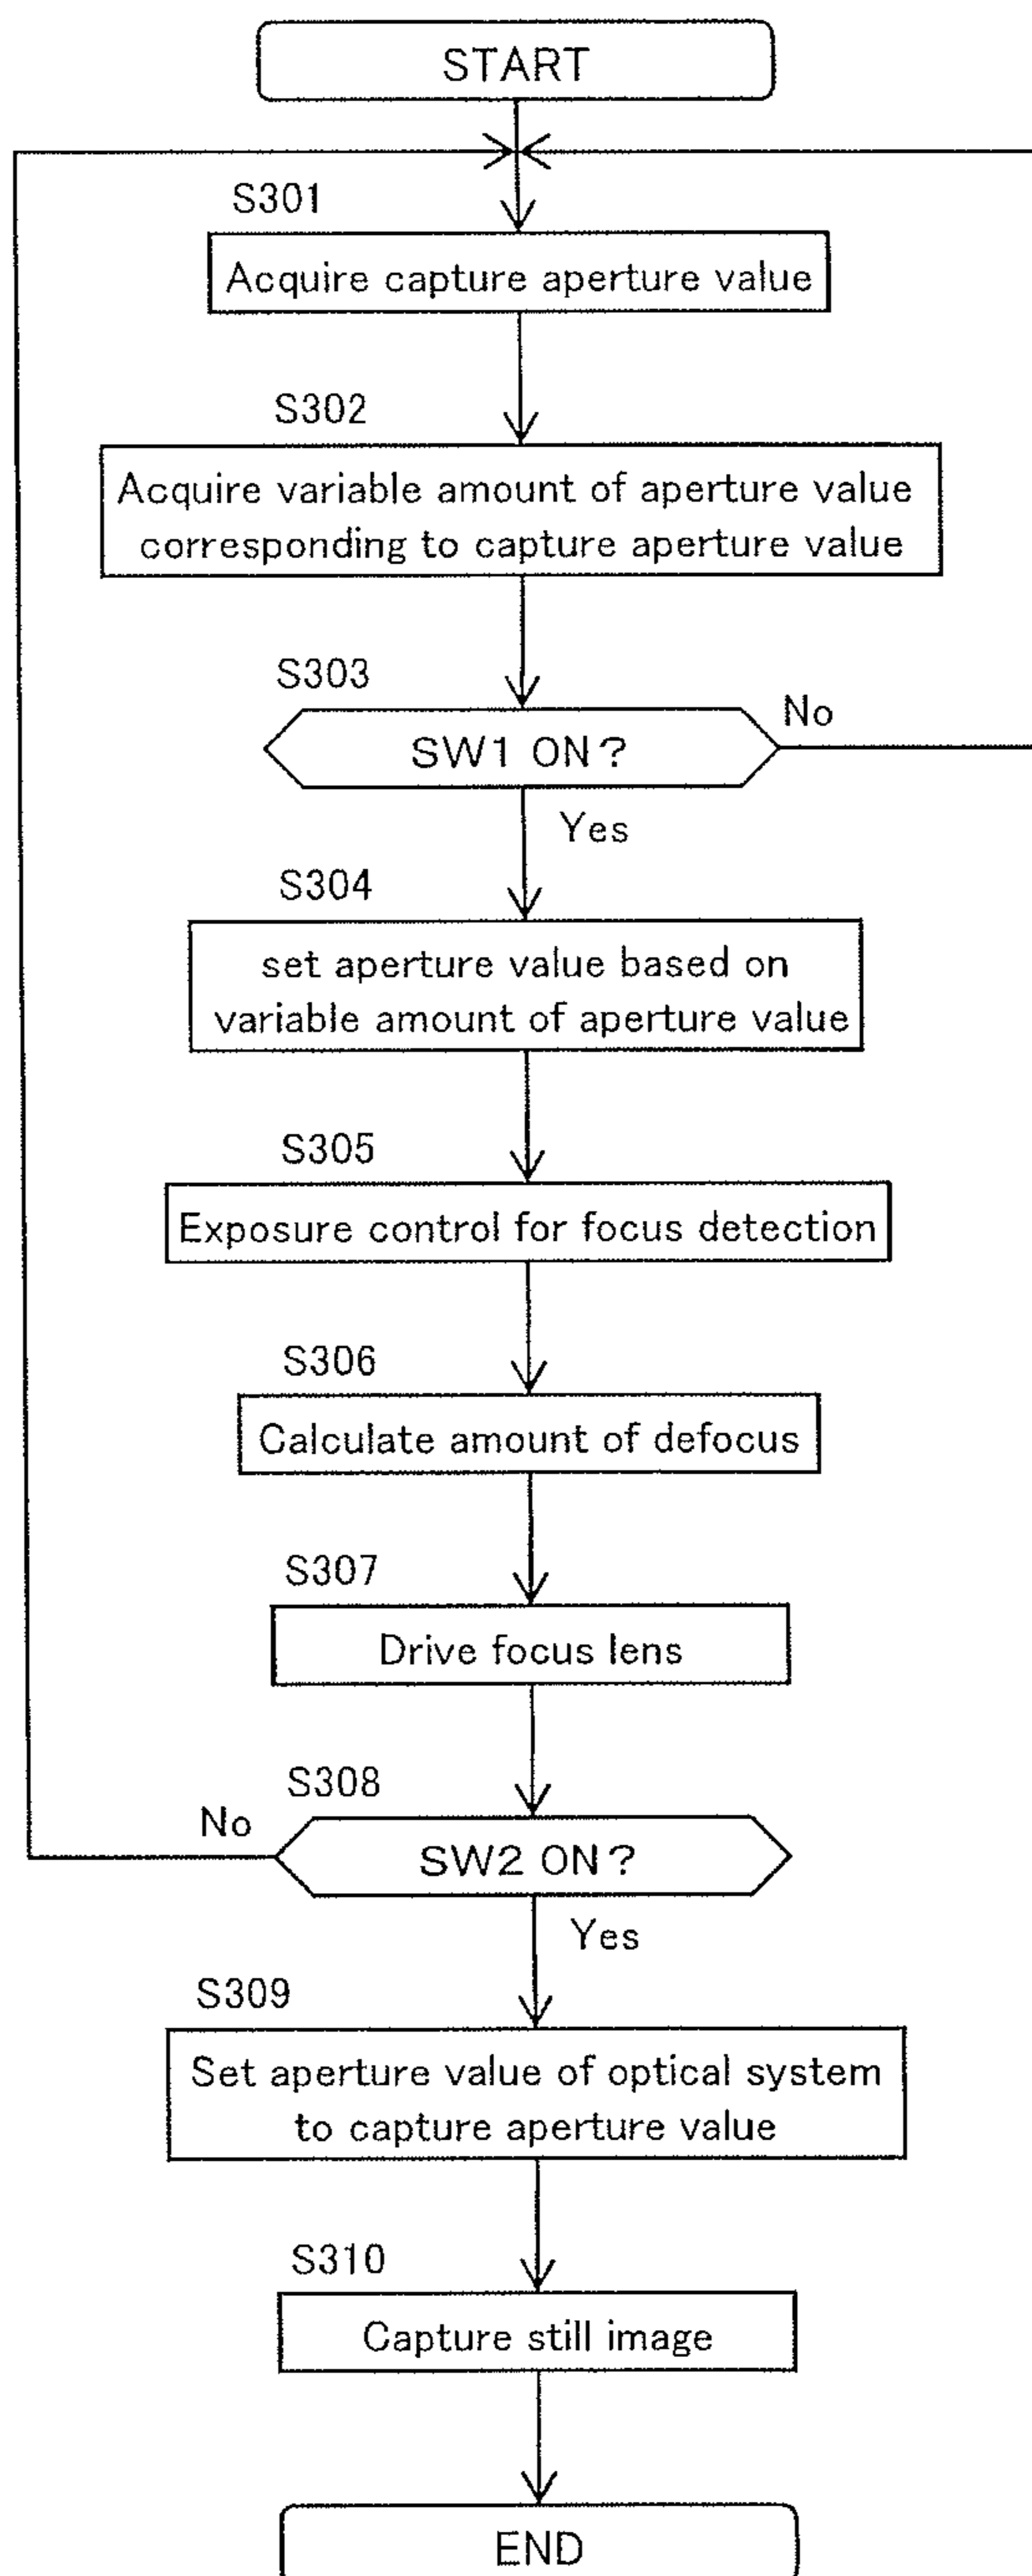 START
S301
Acquire capture aperture value
S302
Acquire variable amount of aperture value
corresponding to capture aperture value
S303
SW1 ON?
No
Yes
S304
set aperture value based on
variable amount of aperture value
S305
Exposure control for focus detection
S306
Calculate amount of defocus
S307
Drive focus lens
S308
No
SW2 ON?
Yes
S309
Set aperture value of optical system
to capture aperture value
S310
Capture still image
END